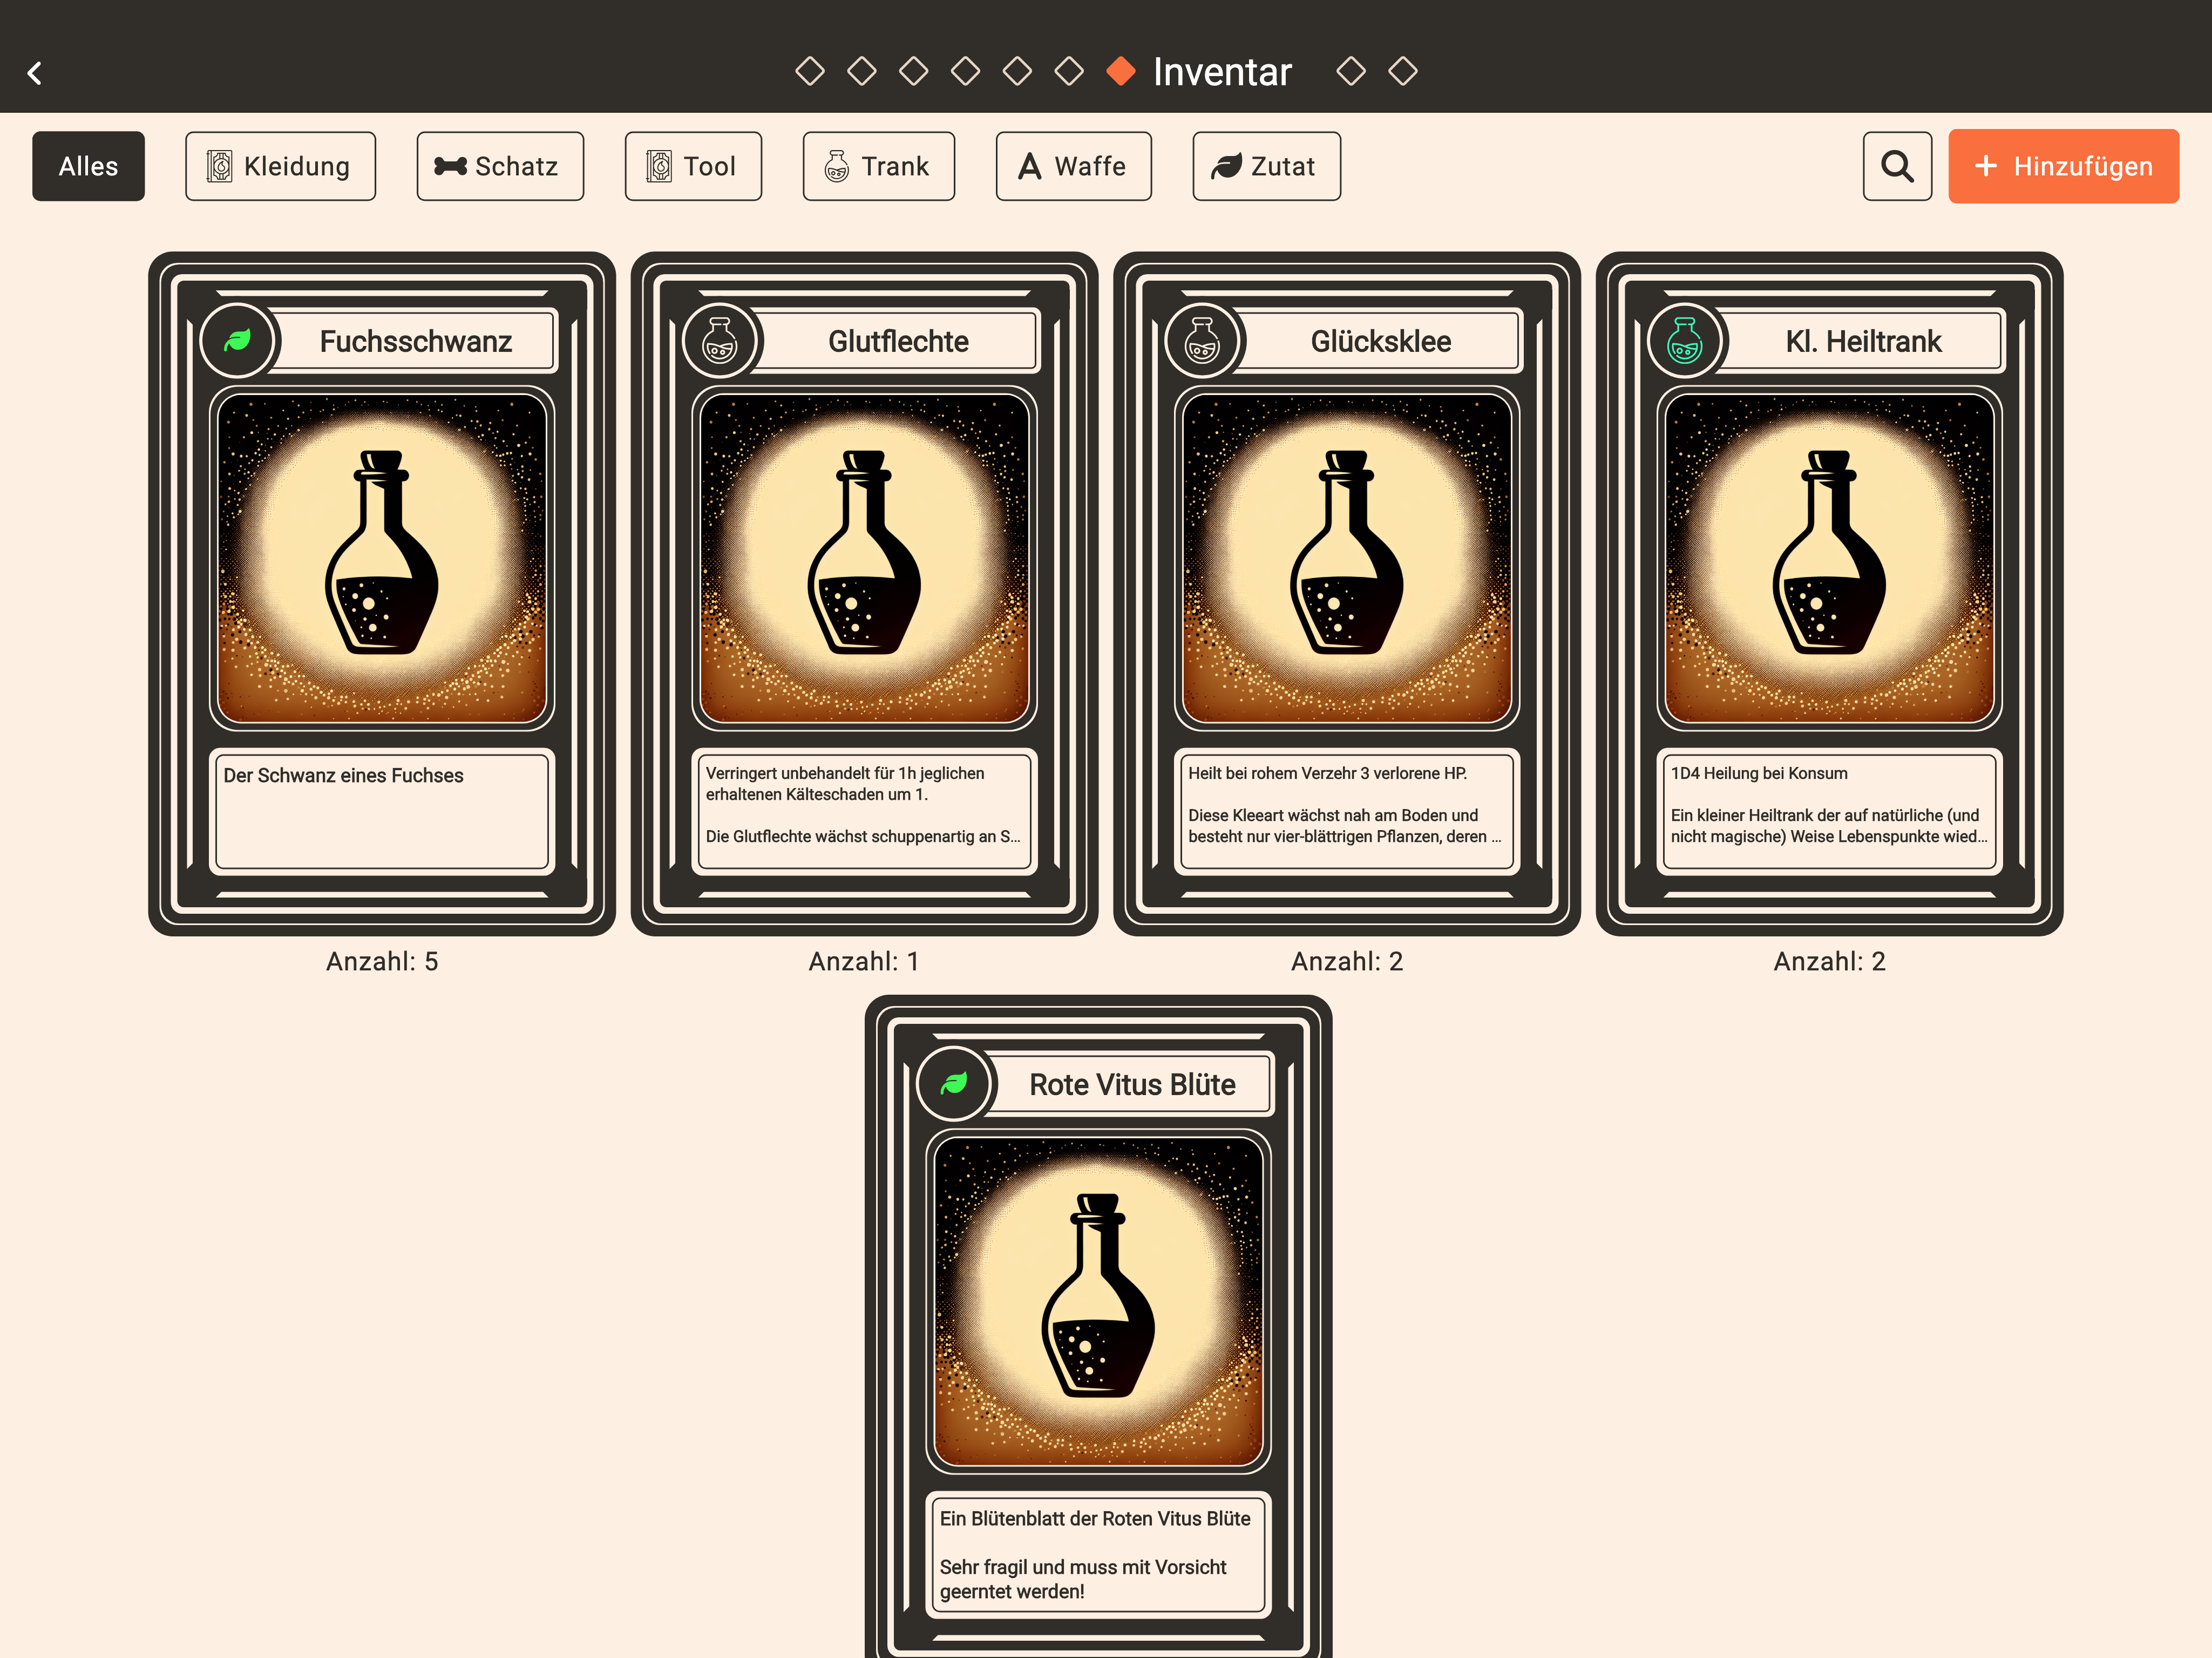 Inventar
Alles
Kleidung
Schatz
Tool
Trank
Waffe
Zutat
Hinzufügen
Fuchsschwanz
Der Schwanz eines Fuchses
Anzahl: 5
Glutflechte
Verringert unbehandelt für 1h jeglichen
erhaltenen Kälteschaden um 1.
Die Glutflechte wächst schuppenartig an S...
Anzahl: 1
Glücksklee
Heilt bei rohem Verzehr 3 verlorene HP.
Diese Kleeart wächst nah am Boden und
besteht nur vier-blättrigen Pflanzen, deren ...
Anzahl: 2
Kl. Heiltrank
1D4 Heilung bei Konsum
Ein kleiner Heiltrank der auf natürliche (und
nicht magische) Weise Lebenspunkte wied...
Anzahl: 2
Rote Vitus Blüte
Ein Blütenblatt der Roten Vitus Blüte
Sehr fragil und muss mit Vorsicht
geerntet werden!